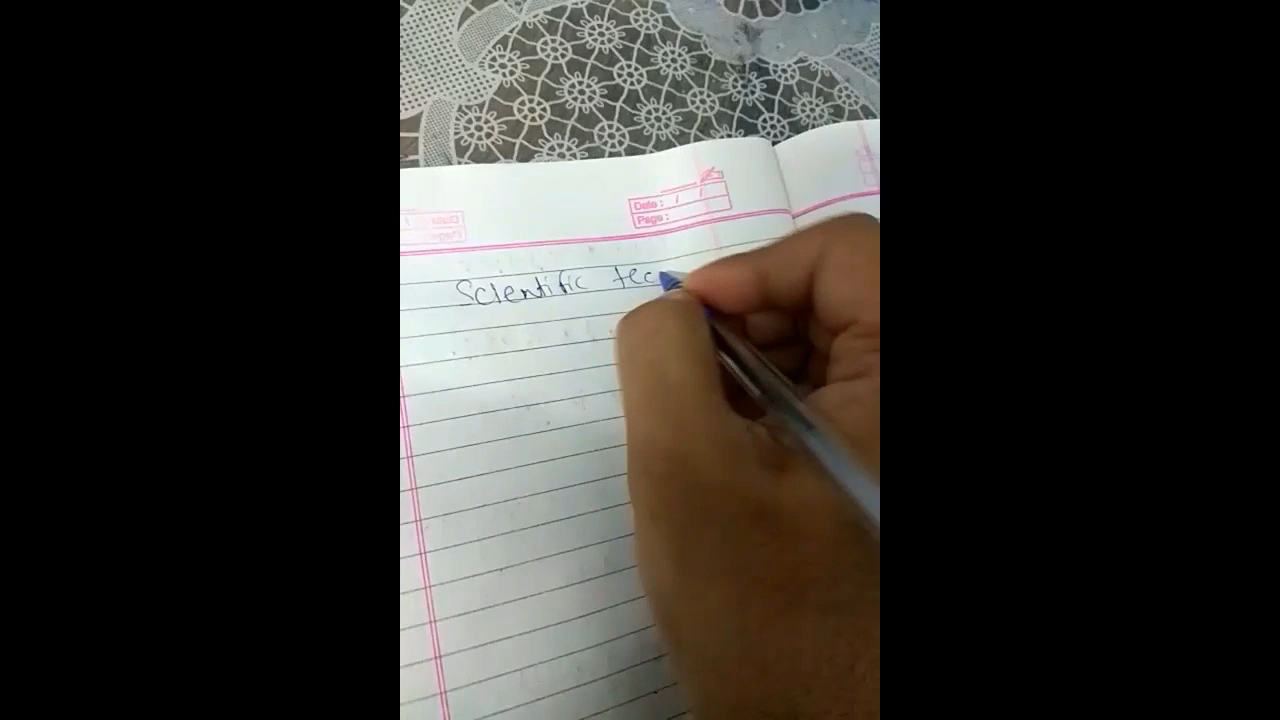 Date : / /
Page :
Scientific tec